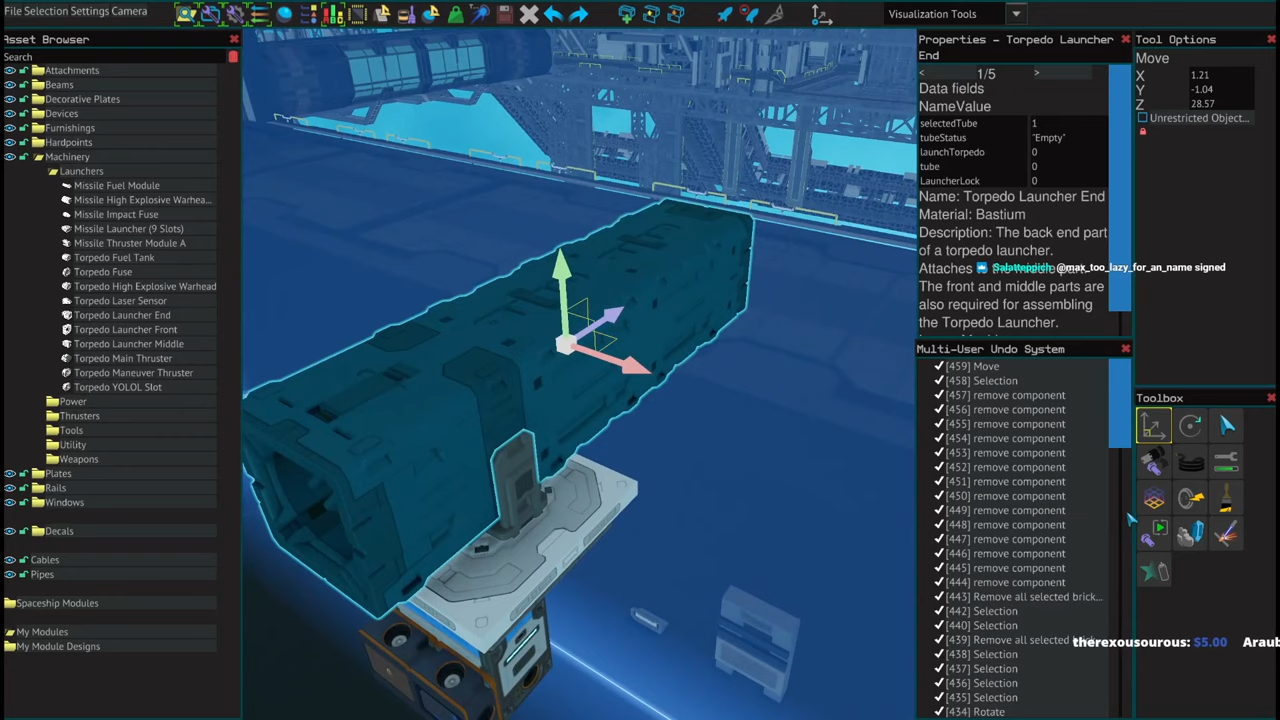 File Selection Settings Camera
Visualization Tools
Asset Browser
Search
Attachments
Beams
Decorative Plates
Devices
Furnishings
Hardpoints
Machinery
Launchers
Missile Fuel Module
Missile High Explosive Warhea...
Missile Impact Fuse
Missile Launcher (9 Slots)
Missile Thruster Module A
Torpedo Fuel Tank
Torpedo Fuse
Torpedo High Explosive Warhead
Torpedo Laser Sensor
Torpedo Launcher End
Torpedo Launcher Front
Torpedo Launcher Middle
Torpedo Main Thruster
Torpedo Maneuver Thruster
Torpedo YOLOL Slot
Power
Thrusters
Tools
Utility
Weapons
Plates
Rails
Windows
Decals
Cables
Pipes
Spaceship Modules
My Modules
My Module Designs
Properties - Torpedo Launcher
End
< 1/5 >
Data fields
NameValue
selectedTube 1
tubeStatus "Empty"
launchTorpedo 0
tube 0
LauncherLock 0
Name: Torpedo Launcher End
Material: Bastium
Description: The back end part
of a torpedo launcher.
Attaches to the
@max_too_lazy_for_an_name signed
The front and middle parts are
also required for assembling
the Torpedo Launcher.
Multi-User Undo System
[459] Move
[458] Selection
[457] remove component
[456] remove component
[455] remove component
[454] remove component
[453] remove component
[452] remove component
[451] remove component
[450] remove component
[449] remove component
[448] remove component
[447] remove component
[446] remove component
[445] remove component
[444] remove component
[443] Remove all selected brick...
[442] Selection
[440] Selection
[439] Remove all selected
[438] Selection
[437] Selection
[436] Selection
[435] Selection
[434] Rotate
Tool Options
Move
X 1.21
Y -1.04
Z 28.57
Unrestricted Object...
Toolbox
therexousourous: $5.00 Araub